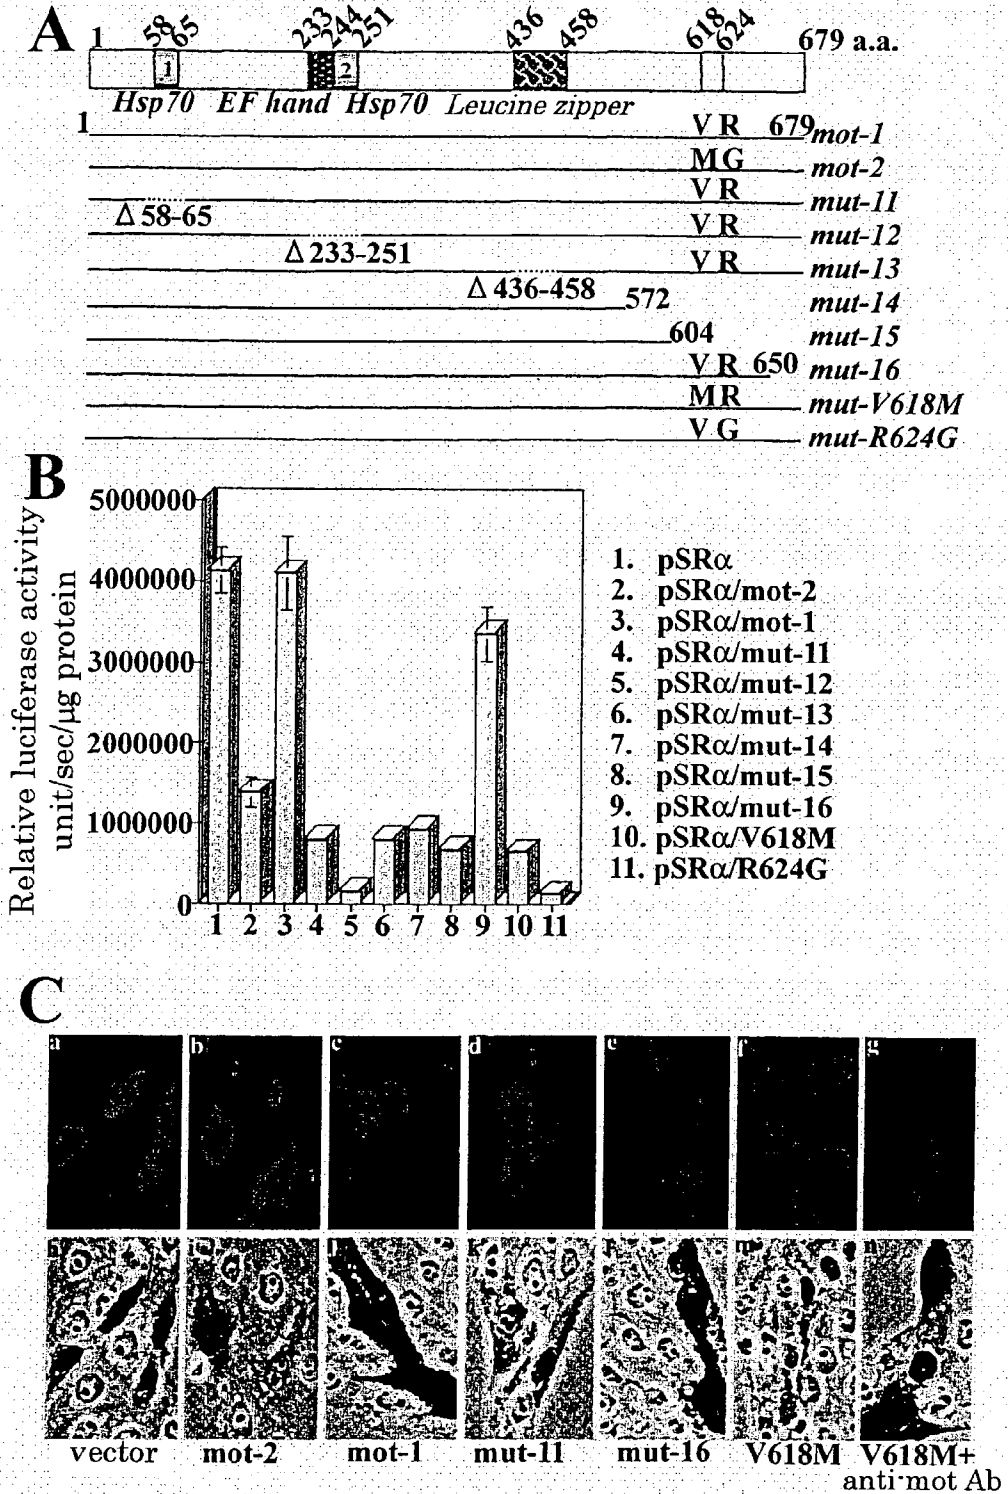 A
1 58 65 233 244 251 436 458 618 624 679 a.a.
1 2
Hsp70 EF hand Hsp70 Leucine zipper
1 V R 679 mot-1
M G mot-2
V R mut-11
Δ 58-65
V R mut-12
Δ 233-251
V R mut-13
Δ 436-458
572 mut-14
604 mut-15
V R 650 mut-16
M R mut-V618M
V G mut-R624G
B
Relative luciferase activity
unit/sec/µg protein
5000000
4000000
3000000
2000000
1000000
0
1 2 3 4 5 6 7 8 9 10 11
1. pSRα
2. pSRα/mot-2
3. pSRα/mot-1
4. pSRα/mut-11
5. pSRα/mut-12
6. pSRα/mut-13
7. pSRα/mut-14
8. pSRα/mut-15
9. pSRα/mut-16
10. pSRα/V618M
11. pSRα/R624G
C
a b c d e f g
h k m n
vector mot-2 mot-1 mut-11 mut-16 V618M V618M+
anti-mot Ab